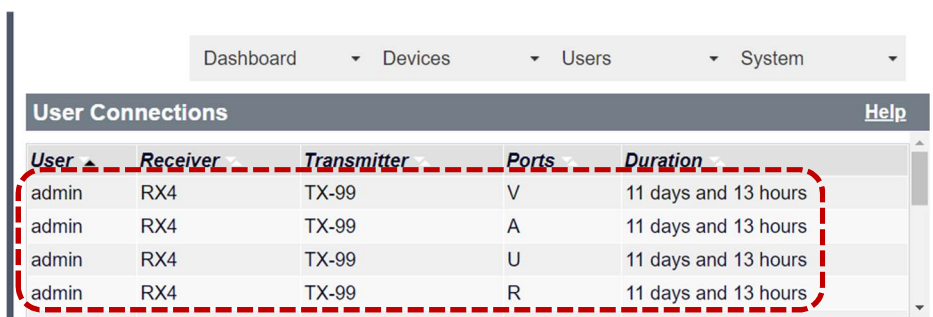 Dashboard Devices Users System
User Connections Help
User Receiver Transmitter Ports Duration
admin RX4 TX-99 V 11 days and 13 hours
admin RX4 TX-99 A 11 days and 13 hours
admin RX4 TX-99 U 11 days and 13 hours
admin RX4 TX-99 R 11 days and 13 hours